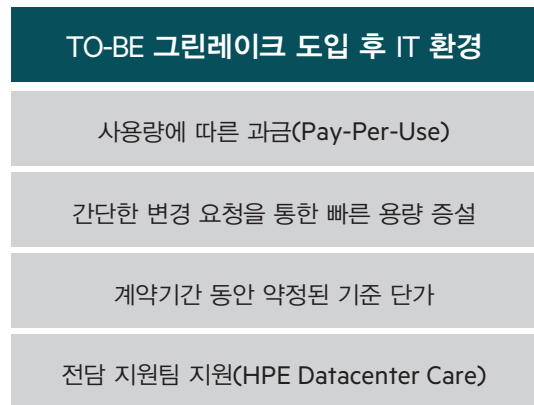 TO-BE 그린레이크 도입 후 IT 환경
사용량에 따른 과금(Pay-Per-Use)
간단한 변경 요청을 통한 빠른 용량 증설
계약기간 동안 약정된 기준 단가
전담 지원팀 지원(HPE Datacenter Care)